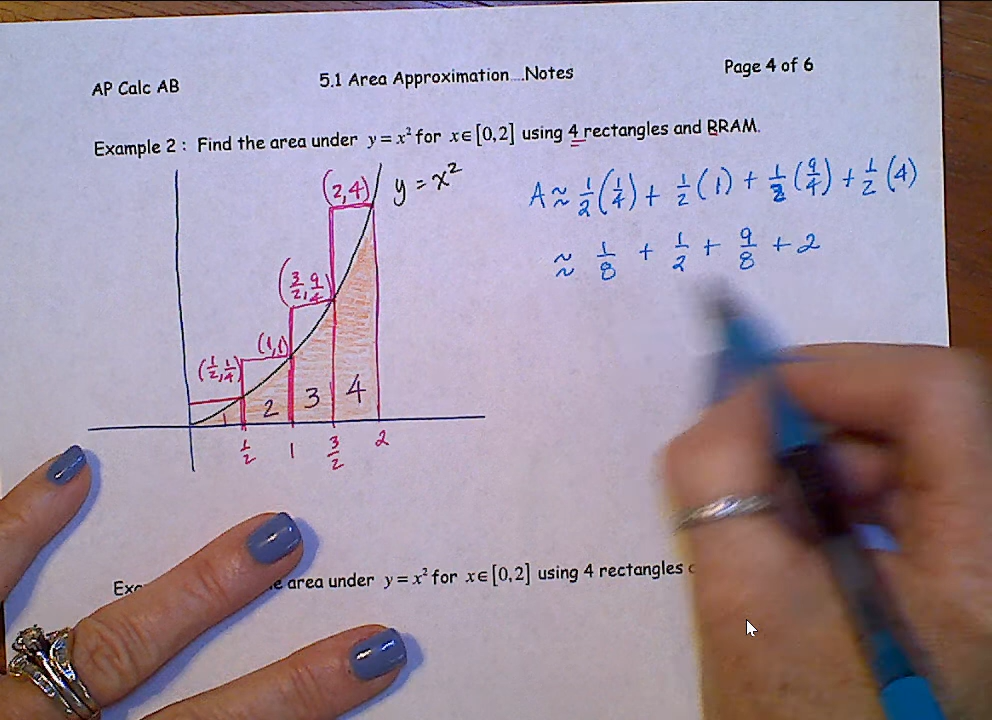 AP Calc AB 5.1 Area Approximation...Notes Page 4 of 6
Example 2 : Find the area under y = x² for x ∈ [0,2] using 4 rectangles and RRAM.
(2,4) y = x²
A ≈ 1/2 (1/4) + 1/2 (1) + 1/2 (9/4) + 1/2 (4)
≈ 1/8 + 1/2 + 9/8 + 2
(3/2, 9/4)
(1,1)
(1/2, 1/4)
1 2 3 4
1/2 1 3/2 2
area under y = x² for x ∈ [0,2] using 4 rectangles